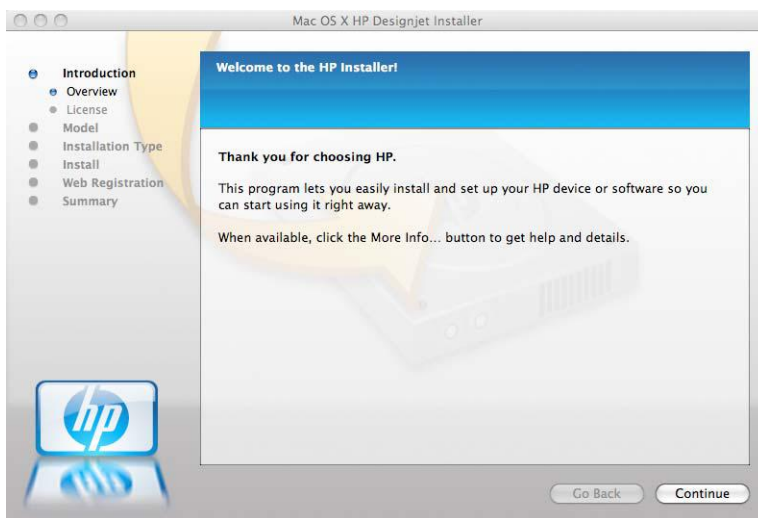 Mac OS X HP Designjet Installer
Introduction
Overview
License
Model
Installation Type
Install
Web Registration
Summary
Welcome to the HP Installer!
Thank you for choosing HP.
This program lets you easily install and set up your HP device or software so you
can start using it right away.
When available, click the More Info... button to get help and details.
hp
Go Back
Continue